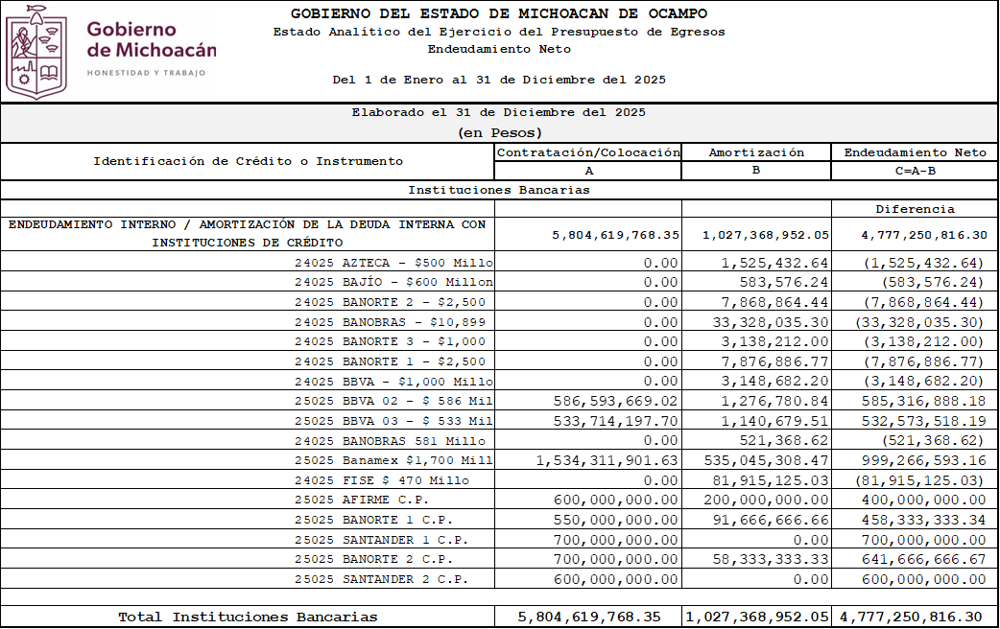 Gobierno
de Michoacán
HONESTIDAD Y TRABAJO
GOBIERNO DEL ESTADO DE MICHOACAN DE OCAMPO
Estado Analítico del Ejercicio del Presupuesto de Egresos
Endeudamiento Neto
Del 1 de Enero al 31 de Diciembre del 2025
Elaborado el 31 de Diciembre del 2025
(en Pesos)
Identificación de Crédito o Instrumento Contratación/Colocación Amortización Endeudamiento Neto
A B C=A-B
Instituciones Bancarias
Diferencia
ENDEUDAMIENTO INTERNO / AMORTIZACIÓN DE LA DEUDA INTERNA CON
INSTITUCIONES DE CRÉDITO 5,804,619,768.35 1,027,368,952.05 4,777,250,816.30
24025 AZTECA - $500 Millo 0.00 1,525,432.64 (1,525,432.64)
24025 BAJÍO - $600 Millon 0.00 583,576.24 (583,576.24)
24025 BANORTE 2 - $2,500 0.00 7,868,864.44 (7,868,864.44)
24025 BANOBRAS - $10,899 0.00 33,328,035.30 (33,328,035.30)
24025 BANORTE 3 - $1,000 0.00 3,138,212.00 (3,138,212.00)
24025 BANORTE 1 - $2,500 0.00 7,876,886.77 (7,876,886.77)
24025 BBVA - $1,000 Millo 0.00 3,148,682.20 (3,148,682.20)
25025 BBVA 02 - $ 586 Mil 586,593,669.02 1,276,780.84 585,316,888.18
25025 BBVA 03 - $ 533 Mil 533,714,197.70 1,140,679.51 532,573,518.19
24025 BANOBRAS 581 Millo 0.00 521,368.62 (521,368.62)
25025 Banamex $1,700 Mill 1,534,311,901.63 535,045,308.47 999,266,593.16
24025 FISE $ 470 Millo 0.00 81,915,125.03 (81,915,125.03)
25025 AFIRME C.P. 600,000,000.00 200,000,000.00 400,000,000.00
25025 BANORTE 1 C.P. 550,000,000.00 91,666,666.66 458,333,333.34
25025 SANTANDER 1 C.P. 700,000,000.00 0.00 700,000,000.00
25025 BANORTE 2 C.P. 700,000,000.00 58,333,333.33 641,666,666.67
25025 SANTANDER 2 C.P. 600,000,000.00 0.00 600,000,000.00
Total Instituciones Bancarias 5,804,619,768.35 1,027,368,952.05 4,777,250,816.30